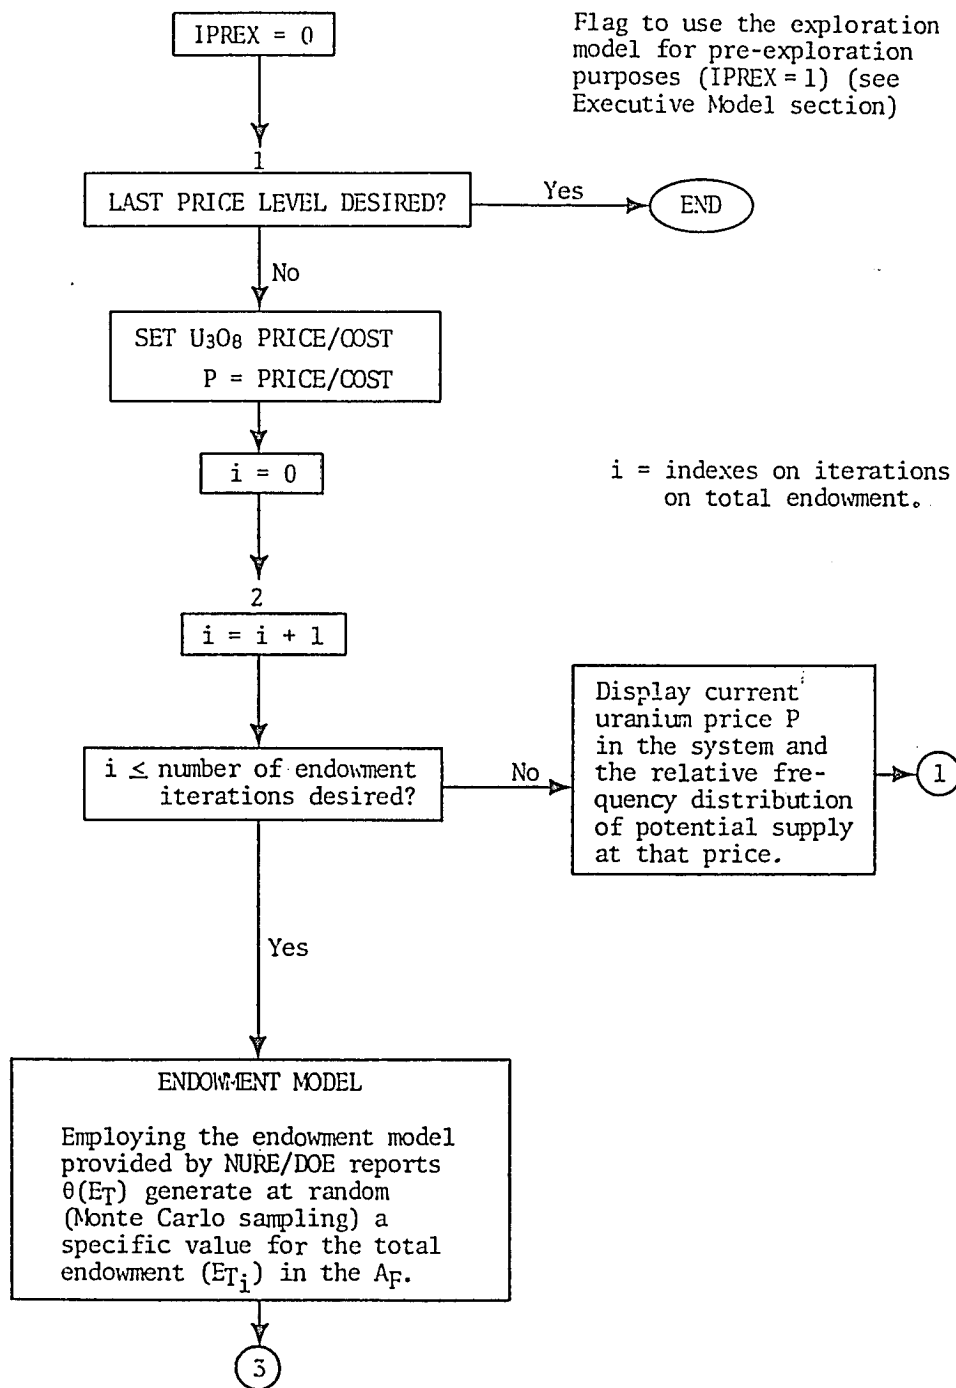 IPREX = 0
Flag to use the exploration
model for pre-exploration
purposes (IPREX = 1) (see
Executive Model section)
1
LAST PRICE LEVEL DESIRED?
Yes
END
No
SET U₃O₈ PRICE/COST
P = PRICE/COST
i = 0
i = indexes on iterations
on total endowment.
2
i = i + 1
i ≤ number of endowment
iterations desired?
No
Display current
uranium price P
in the system and
the relative fre-
quency distribution
of potential supply
at that price.
1
Yes
ENDOWMENT MODEL
Employing the endowment model
provided by NURE/DOE reports
θ(E_T) generate at random
(Monte Carlo sampling) a
specific value for the total
endowment (E_T_i) in the A_F.
3